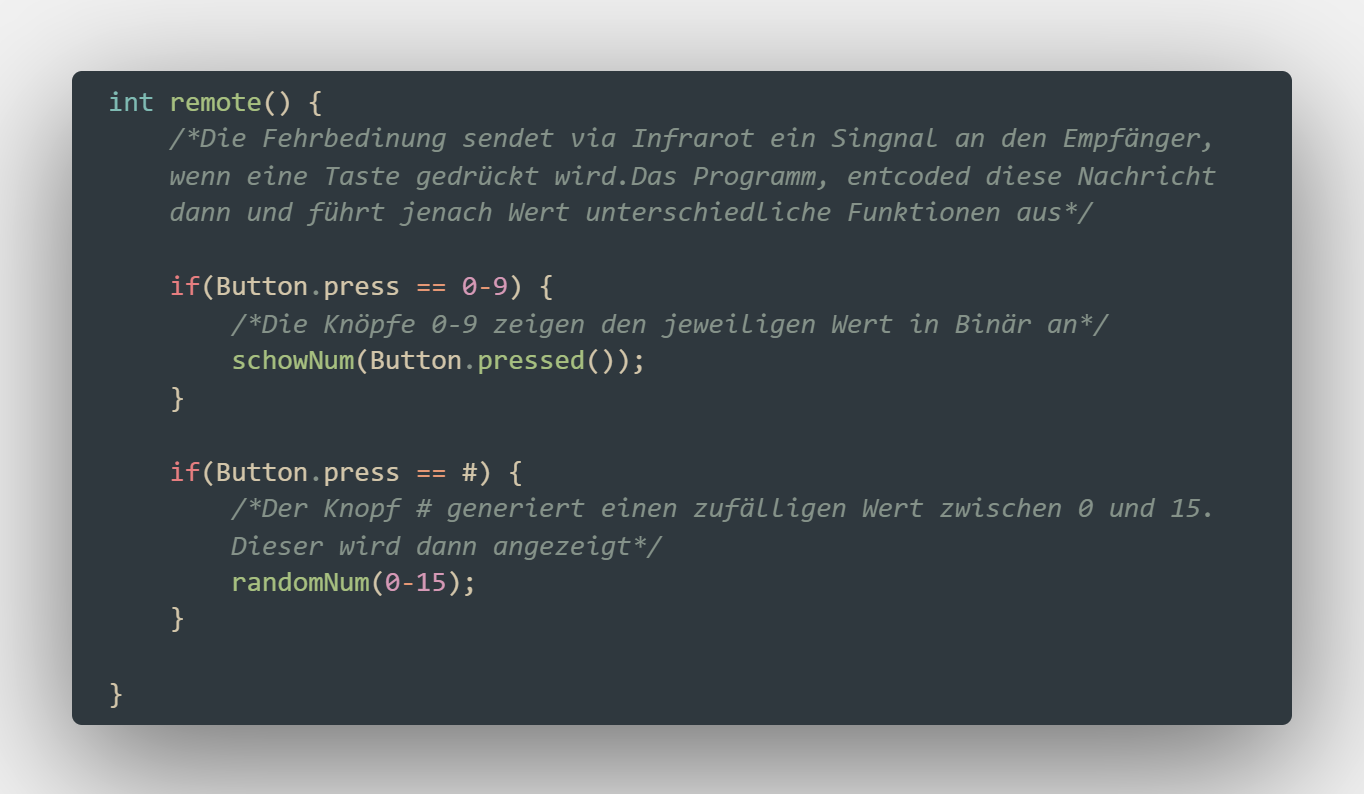 int remote() {
/*Die Fehrbedinung sendet via Infrarot ein Singnal an den Empfänger,
wenn eine Taste gedrückt wird.Das Programm, entcoded diese Nachricht
dann und führt jenach Wert unterschiedliche Funktionen aus*/
if(Button.press == 0-9) {
/*Die Knöpfe 0-9 zeigen den jeweiligen Wert in Binär an*/
schowNum(Button.pressed());
}
if(Button.press == #) {
/*Der Knopf # generiert einen zufälligen Wert zwischen 0 und 15.
Dieser wird dann angezeigt*/
randomNum(0-15);
}
}